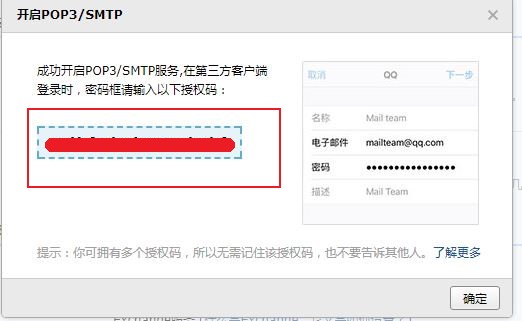 开启POP3/SMTP
成功开启POP3/SMTP服务,在第三方客户端
登录时，密码框请输入以下授权码：
取消 QQ 下一步
名称 Mail team
电子邮件 mailteam@qq.com
密码 ●●●●●●●●●●●●●●●●
描述 Mail Team
提示：你可拥有多个授权码，所以无需记住该授权码，也不要告诉其他人。了解更多
确定